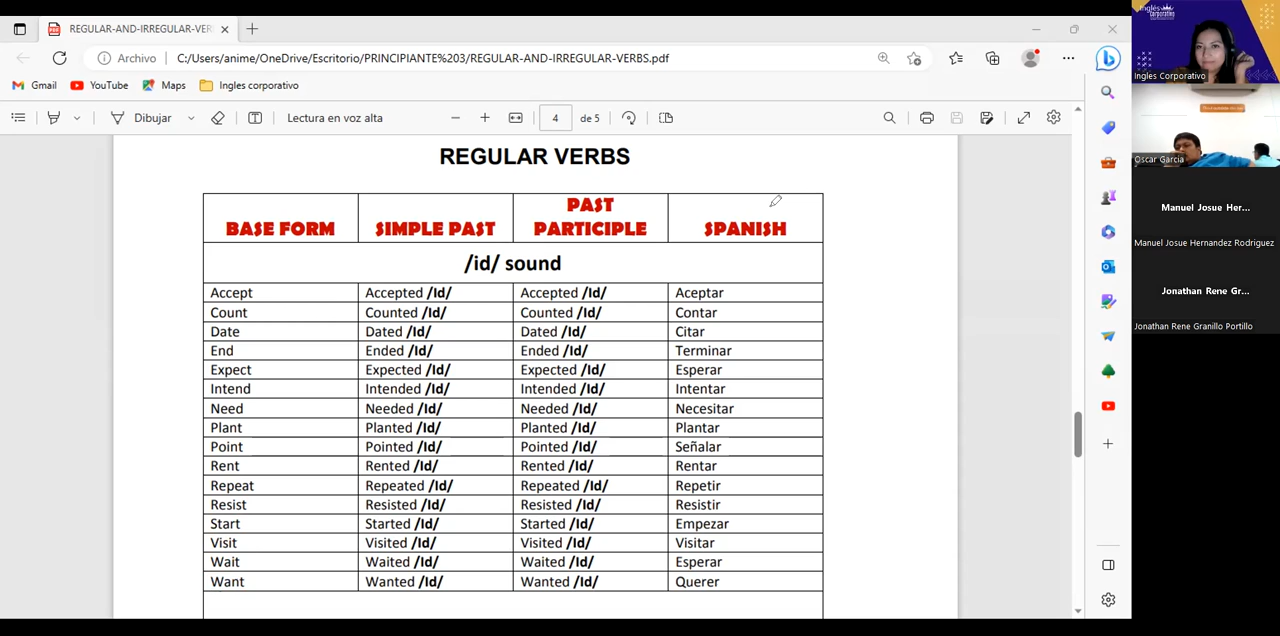 REGULAR-AND-IRREGULAR-VER
Archivo
C:/Users/anime/OneDrive/Escritorio/PRINCIPIANTE%203/REGULAR-AND-IRREGULAR-VERBS.pdf
Gmail YouTube Maps Ingles corporativo
Dibujar Lectura en voz alta 4 de 5
REGULAR VERBS
BASE FORM SIMPLE PAST PAST PARTICIPLE SPANISH
/id/ sound
Accept Accepted /Id/ Accepted /Id/ Aceptar
Count Counted /Id/ Counted /Id/ Contar
Date Dated /Id/ Dated /Id/ Citar
End Ended /Id/ Ended /Id/ Terminar
Expect Expected /Id/ Expected /Id/ Esperar
Intend Intended /Id/ Intended /Id/ Intentar
Need Needed /Id/ Needed /Id/ Necesitar
Plant Planted /Id/ Planted /Id/ Plantar
Point Pointed /Id/ Pointed /Id/ Señalar
Rent Rented /Id/ Rented /Id/ Rentar
Repeat Repeated /Id/ Repeated /Id/ Repetir
Resist Resisted /Id/ Resisted /Id/ Resistir
Start Started /Id/ Started /Id/ Empezar
Visit Visited /Id/ Visited /Id/ Visitar
Wait Waited /Id/ Waited /Id/ Esperar
Want Wanted /Id/ Wanted /Id/ Querer
Inglés
Corporativo
Ingles Corporativo
Oscar Garcia
Manuel Josue Her...
Manuel Josue Hernandez Rodriguez
Jonathan Rene Gr...
Jonathan Rene Granillo Portillo